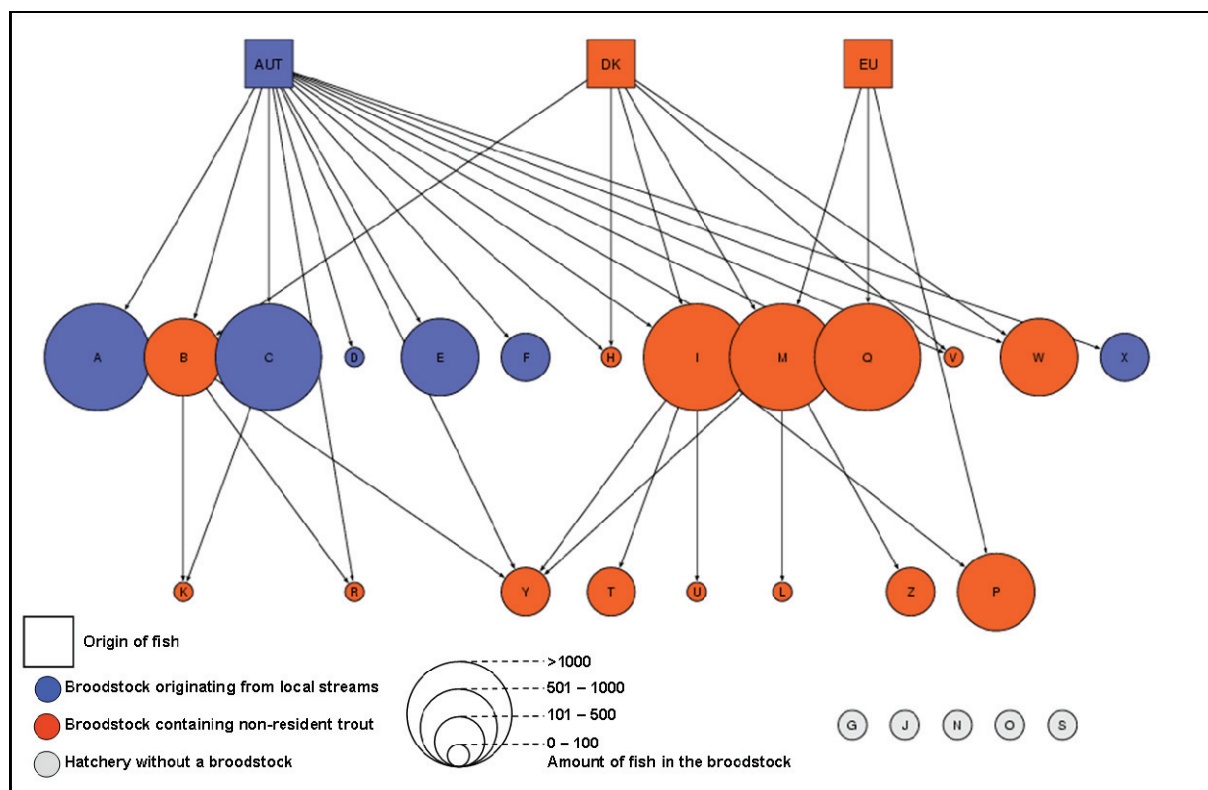 AUT
DK
EU
A
B
C
D
E
F
H
I
M
Q
V
W
X
K
R
Y
T
U
L
Z
P
Origin of fish
Broodstock originating from local streams
Broodstock containing non-resident trout
Hatchery without a broodstock
>1000
501 – 1000
101 – 500
0 – 100
Amount of fish in the broodstock
G
J
N
O
S